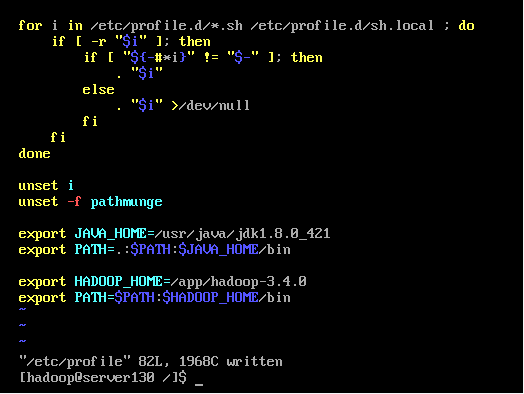 for i in /etc/profile.d/*.sh /etc/profile.d/sh.local ; do
    if [ -r "$i" ]; then
        if [ "${-#*i}" != "$-" ]; then
            . "$i"
        else
            . "$i" >/dev/null
        fi
    fi
done

unset i
unset -f pathmunge

export JAVA_HOME=/usr/java/jdk1.8.0_421
export PATH=.:$PATH:$JAVA_HOME/bin

export HADOOP_HOME=/app/hadoop-3.4.0
export PATH=$PATH:$HADOOP_HOME/bin
~
~
~
"/etc/profile" 82L, 1968C written
[hadoop@server130 /]$ _